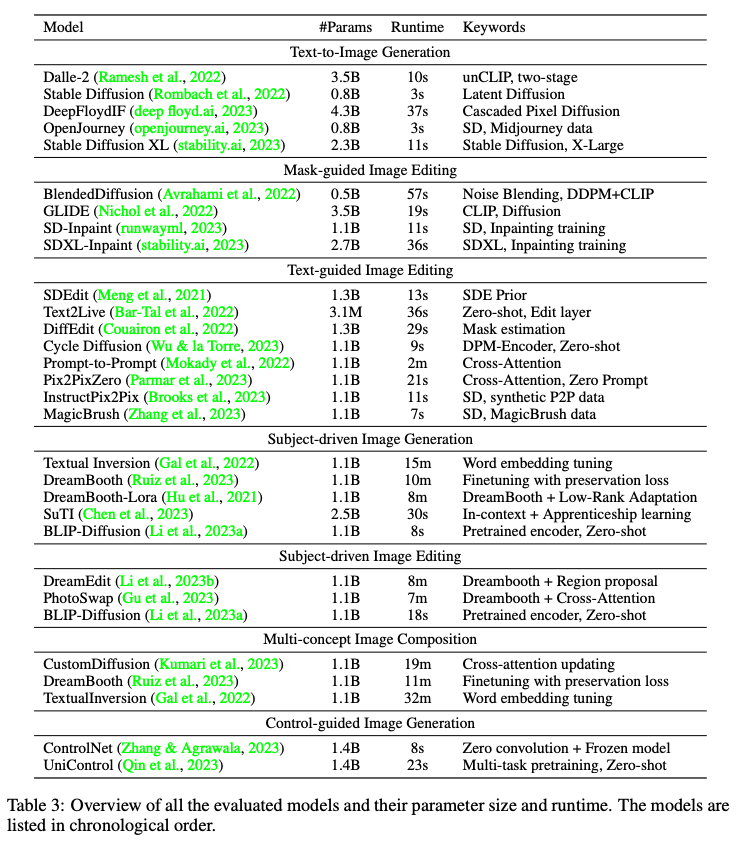 Model #Params Runtime Keywords
Text-to-Image Generation
Dalle-2 (Ramesh et al., 2022) 3.5B 10s unCLIP, two-stage
Stable Diffusion (Rombach et al., 2022) 0.8B 3s Latent Diffusion
DeepFloydIF (deep floyd.ai, 2023) 4.3B 37s Cascaded Pixel Diffusion
OpenJourney (openjourney.ai, 2023) 0.8B 3s SD, Midjourney data
Stable Diffusion XL (stability.ai, 2023) 2.3B 11s Stable Diffusion, X-Large
Mask-guided Image Editing
BlendedDiffusion (Avrahami et al., 2022) 0.5B 57s Noise Blending, DDPM+CLIP
GLIDE (Nichol et al., 2022) 3.5B 19s CLIP, Diffusion
SD-Inpaint (runwayml, 2023) 1.1B 11s SD, Inpainting training
SDXL-Inpaint (stability.ai, 2023) 2.7B 36s SDXL, Inpainting training
Text-guided Image Editing
SDEdit (Meng et al., 2021) 1.3B 13s SDE Prior
Text2Live (Bar-Tal et al., 2022) 3.1M 36s Zero-shot, Edit layer
DiffEdit (Couairon et al., 2022) 1.3B 29s Mask estimation
Cycle Diffusion (Wu & la Torre, 2023) 1.1B 9s DPM-Encoder, Zero-shot
Prompt-to-Prompt (Mokady et al., 2022) 1.1B 2m Cross-Attention
Pix2PixZero (Parmar et al., 2023) 1.1B 21s Cross-Attention, Zero Prompt
InstructPix2Pix (Brooks et al., 2023) 1.1B 11s SD, synthetic P2P data
MagicBrush (Zhang et al., 2023) 1.1B 7s SD, MagicBrush data
Subject-driven Image Generation
Textual Inversion (Gal et al., 2022) 1.1B 15m Word embedding tuning
DreamBooth (Ruiz et al., 2023) 1.1B 10m Finetuning with preservation loss
DreamBooth-Lora (Hu et al., 2021) 1.1B 8m DreamBooth + Low-Rank Adaptation
SuTI (Chen et al., 2023) 2.5B 30s In-context + Apprenticeship learning
BLIP-Diffusion (Li et al., 2023a) 1.1B 8s Pretrained encoder, Zero-shot
Subject-driven Image Editing
DreamEdit (Li et al., 2023b) 1.1B 8m Dreambooth + Region proposal
PhotoSwap (Gu et al., 2023) 1.1B 7m Dreambooth + Cross-Attention
BLIP-Diffusion (Li et al., 2023a) 1.1B 18s Pretrained encoder, Zero-shot
Multi-concept Image Composition
CustomDiffusion (Kumari et al., 2023) 1.1B 19m Cross-attention updating
DreamBooth (Ruiz et al., 2023) 1.1B 11m Finetuning with preservation loss
TextualInversion (Gal et al., 2022) 1.1B 32m Word embedding tuning
Control-guided Image Generation
ControlNet (Zhang & Agrawala, 2023) 1.4B 8s Zero convolution + Frozen model
UniControl (Qin et al., 2023) 1.4B 23s Multi-task pretraining, Zero-shot
Table 3: Overview of all the evaluated models and their parameter size and runtime. The models are
listed in chronological order.